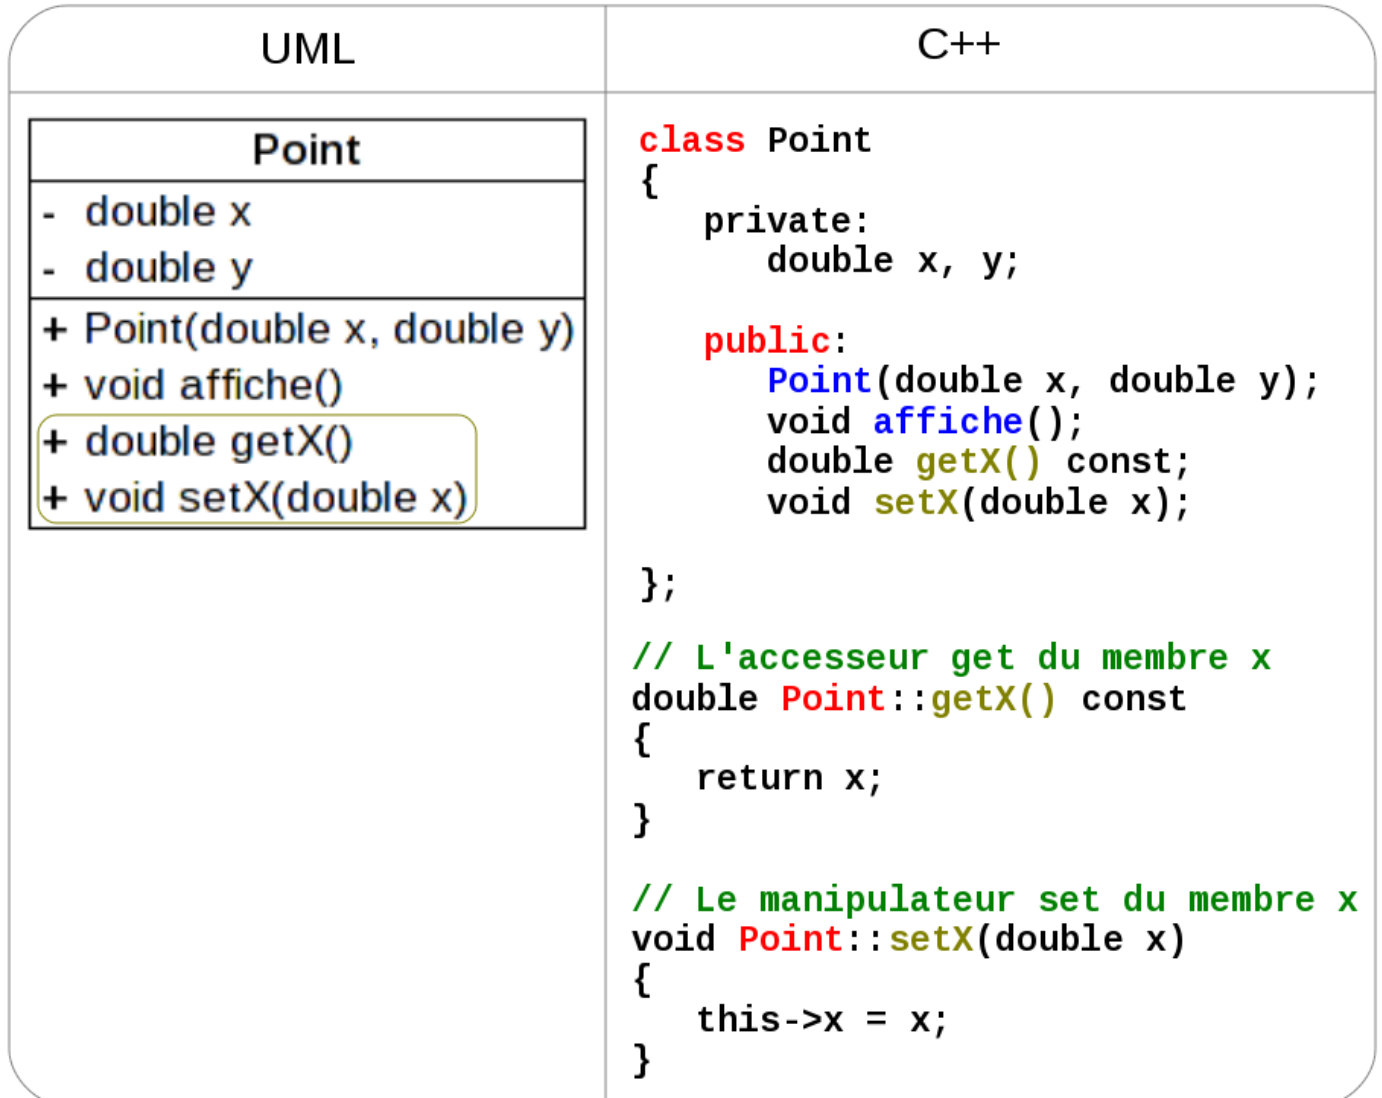 UML
Point
- double x
- double y
+ Point(double x, double y)
+ void affiche()
+ double getX()
+ void setX(double x)
C++
class Point
{
private:
double x, y;
public:
Point(double x, double y);
void affiche();
double getX() const;
void setX(double x);
};
// L'accesseur get du membre x
double Point::getX() const
{
return x;
}
// Le manipulateur set du membre x
void Point::setX(double x)
{
this->x = x;
}